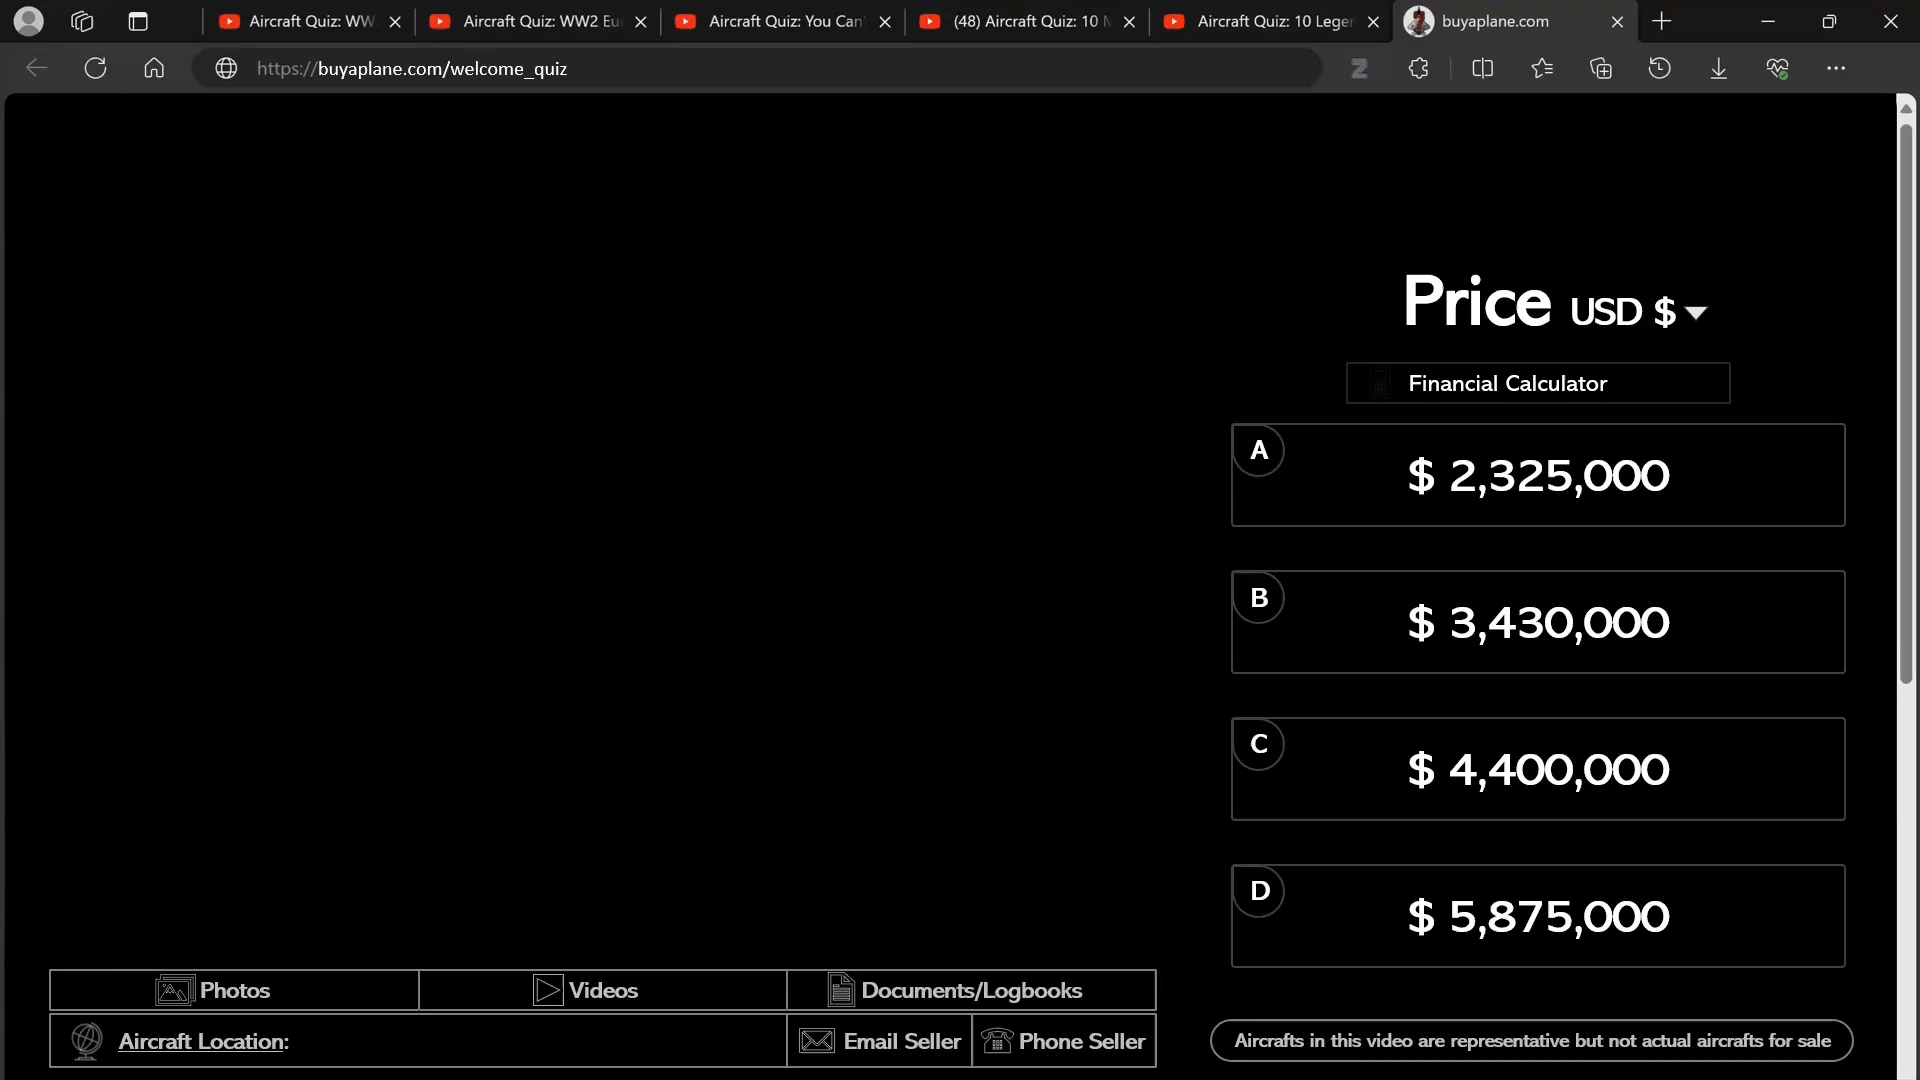 Aircraft Quiz: WW
Aircraft Quiz: WW2 Eu
Aircraft Quiz: You Can
(48) Aircraft Quiz: 10
Aircraft Quiz: 10 Leger
buyaplane.com
https://buyaplane.com/welcome_quiz
Price USD $
Financial Calculator
A
$ 2,325,000
B
$ 3,430,000
C
$ 4,400,000
D
$ 5,875,000
Photos
Videos
Documents/Logbooks
Aircraft Location:
Email Seller
Phone Seller
Aircrafts in this video are representative but not actual aircrafts for sale